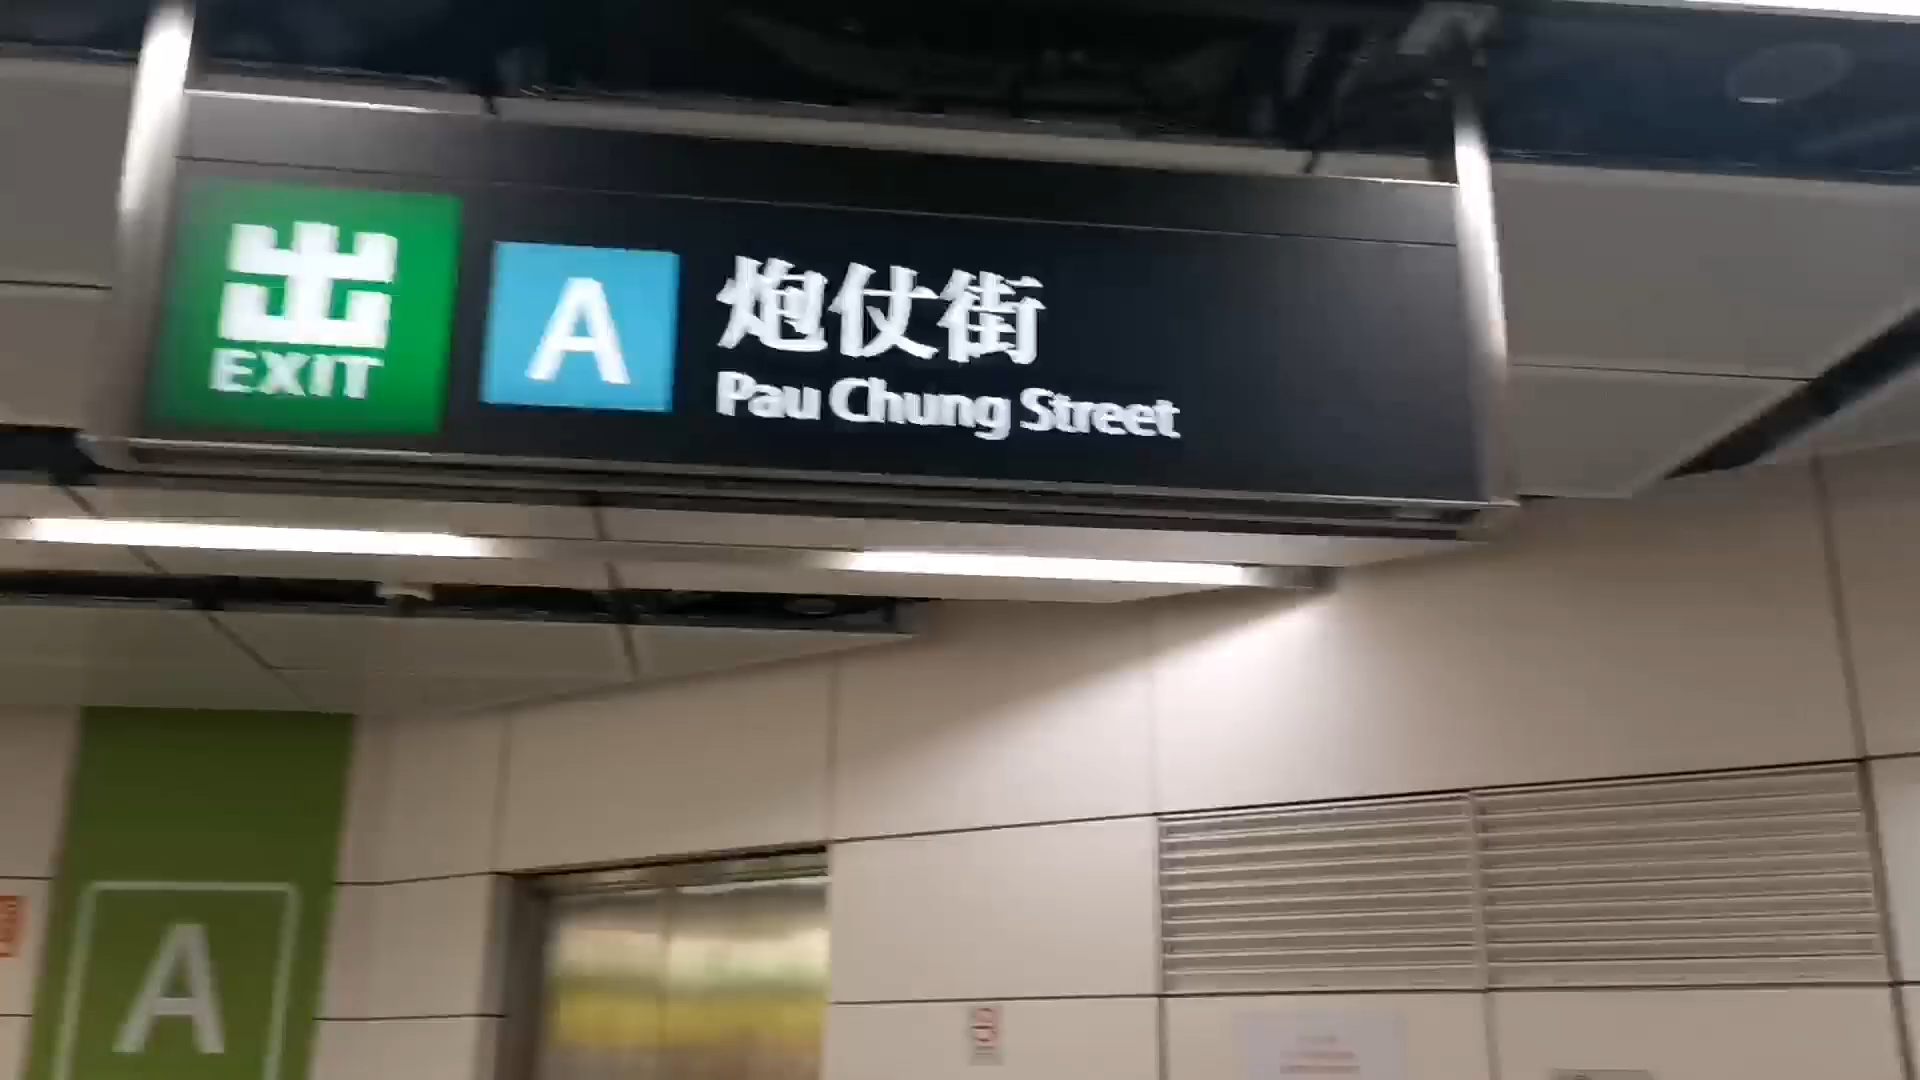 出
EXIT
A
炮仗街
Pau Chung Street
A